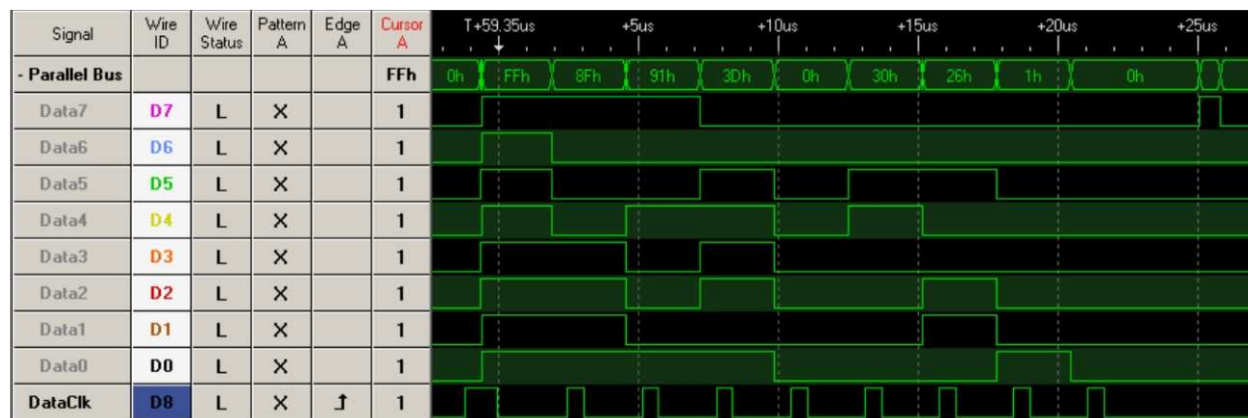 Signal Wire ID Wire Status Pattern A Edge A Cursor A T+59.35us +5us +10us +15us +20us +25us
- Parallel Bus FFh 0h FFh 8Fh 91h 3Dh 0h 30h 26h 1h 0h
Data7 D7 L X 1
Data6 D6 L X 1
Data5 D5 L X 1
Data4 D4 L X 1
Data3 D3 L X 1
Data2 D2 L X 1
Data1 D1 L X 1
Data0 D0 L X 1
DataClk D8 L X 1